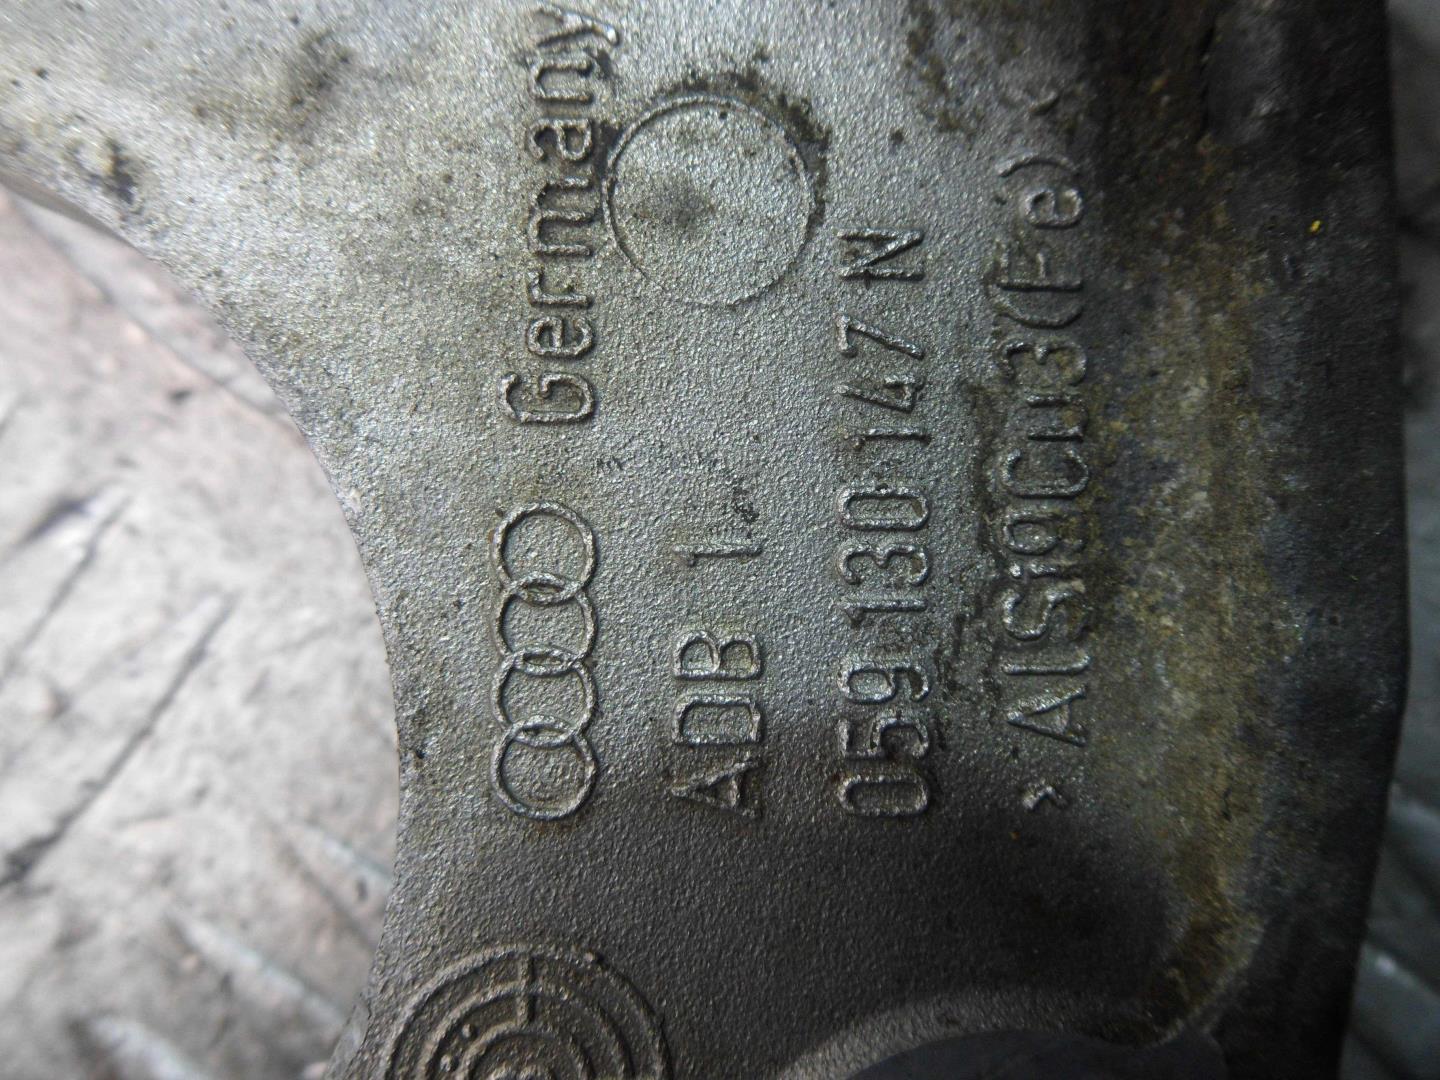 Germany
ADB 1
059 130 147 N
>AlSi9Cu3(Fe)<